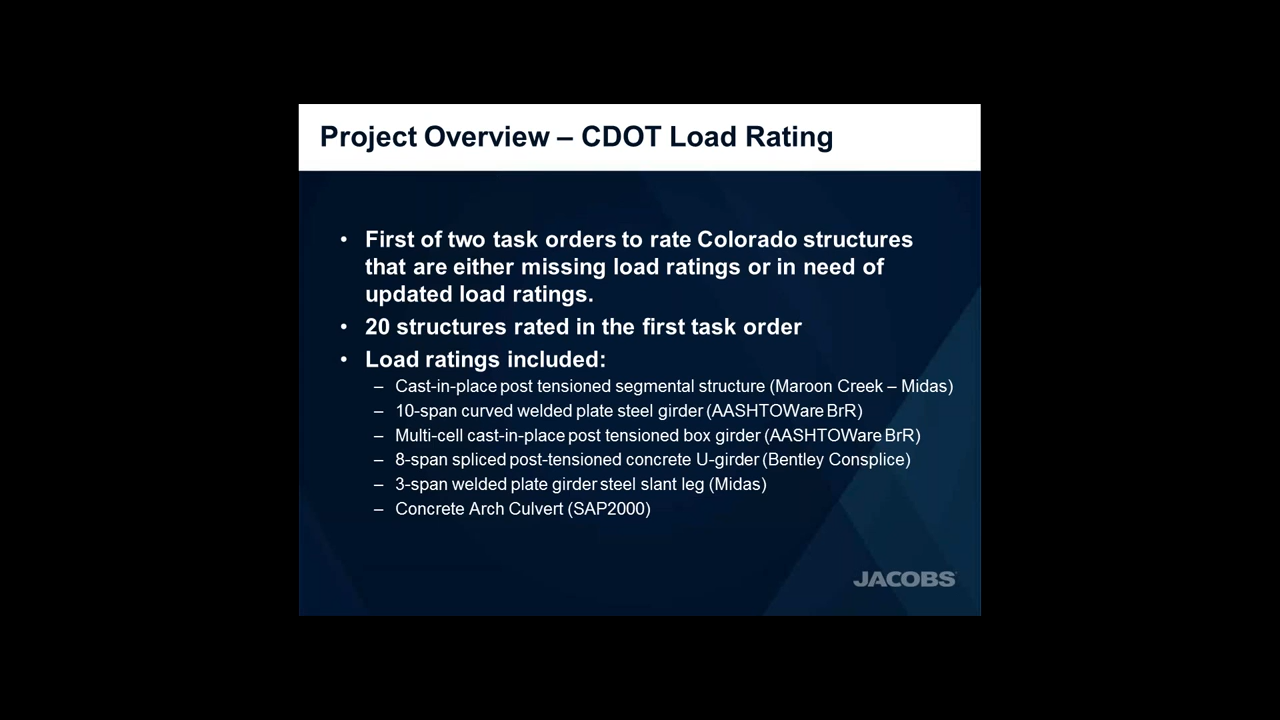 Project Overview – CDOT Load Rating
• First of two task orders to rate Colorado structures
that are either missing load ratings or in need of
updated load ratings.
• 20 structures rated in the first task order
• Load ratings included:
– Cast-in-place post tensioned segmental structure (Maroon Creek – Midas)
– 10-span curved welded plate steel girder (AASHTOWare BrR)
– Multi-cell cast-in-place post tensioned box girder (AASHTOWare BrR)
– 8-span spliced post-tensioned concrete U-girder (Bentley Consplice)
– 3-span welded plate girder steel slant leg (Midas)
– Concrete Arch Culvert (SAP2000)
JACOBS